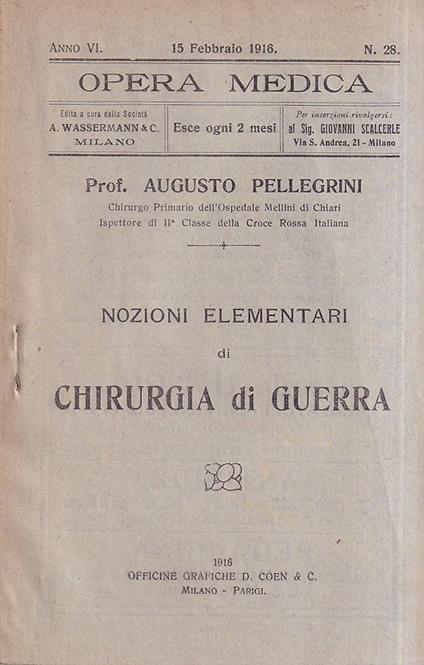 ANNO VI. 15 Febbraio 1916. N. 28.
OPERA MEDICA
Edita a cura della Società
A. WASSERMANN & C.
MILANO
Esce ogni 2 mesi
Per inserzioni rivolgersi:
al Sig. GIOVANNI SCALCERLE
Via S. Andrea, 21 - Milano
Prof. AUGUSTO PELLEGRINI
Chirurgo Primario dell'Ospedale Mellini di Chiari
Ispettore di IIª Classe della Croce Rossa Italiana
NOZIONI ELEMENTARI
di
CHIRURGIA di GUERRA
1916
OFFICINE GRAFICHE D. COEN & C.
MILANO - PARIGI.